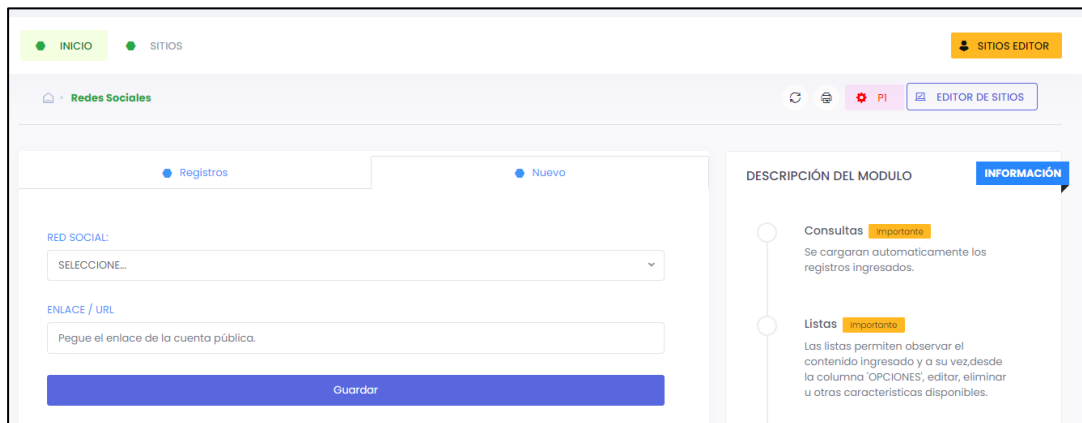 INICIO
SITIOS
SITIOS EDITOR
Redes Sociales
PI
EDITOR DE SITIOS
Registros
Nuevo
RED SOCIAL:
SELECCIONE...
ENLACE / URL
Pegue el enlace de la cuenta pública.
Guardar
DESCRIPCIÓN DEL MODULO
INFORMACIÓN
Consultas Importante
Se cargaran automaticamente los
registros ingresados.
Listas Importante
Las listas permiten observar el
contenido ingresado y a su vez,desde
la columna 'OPCIONES', editar, eliminar
u otras caracteristicas disponibles.